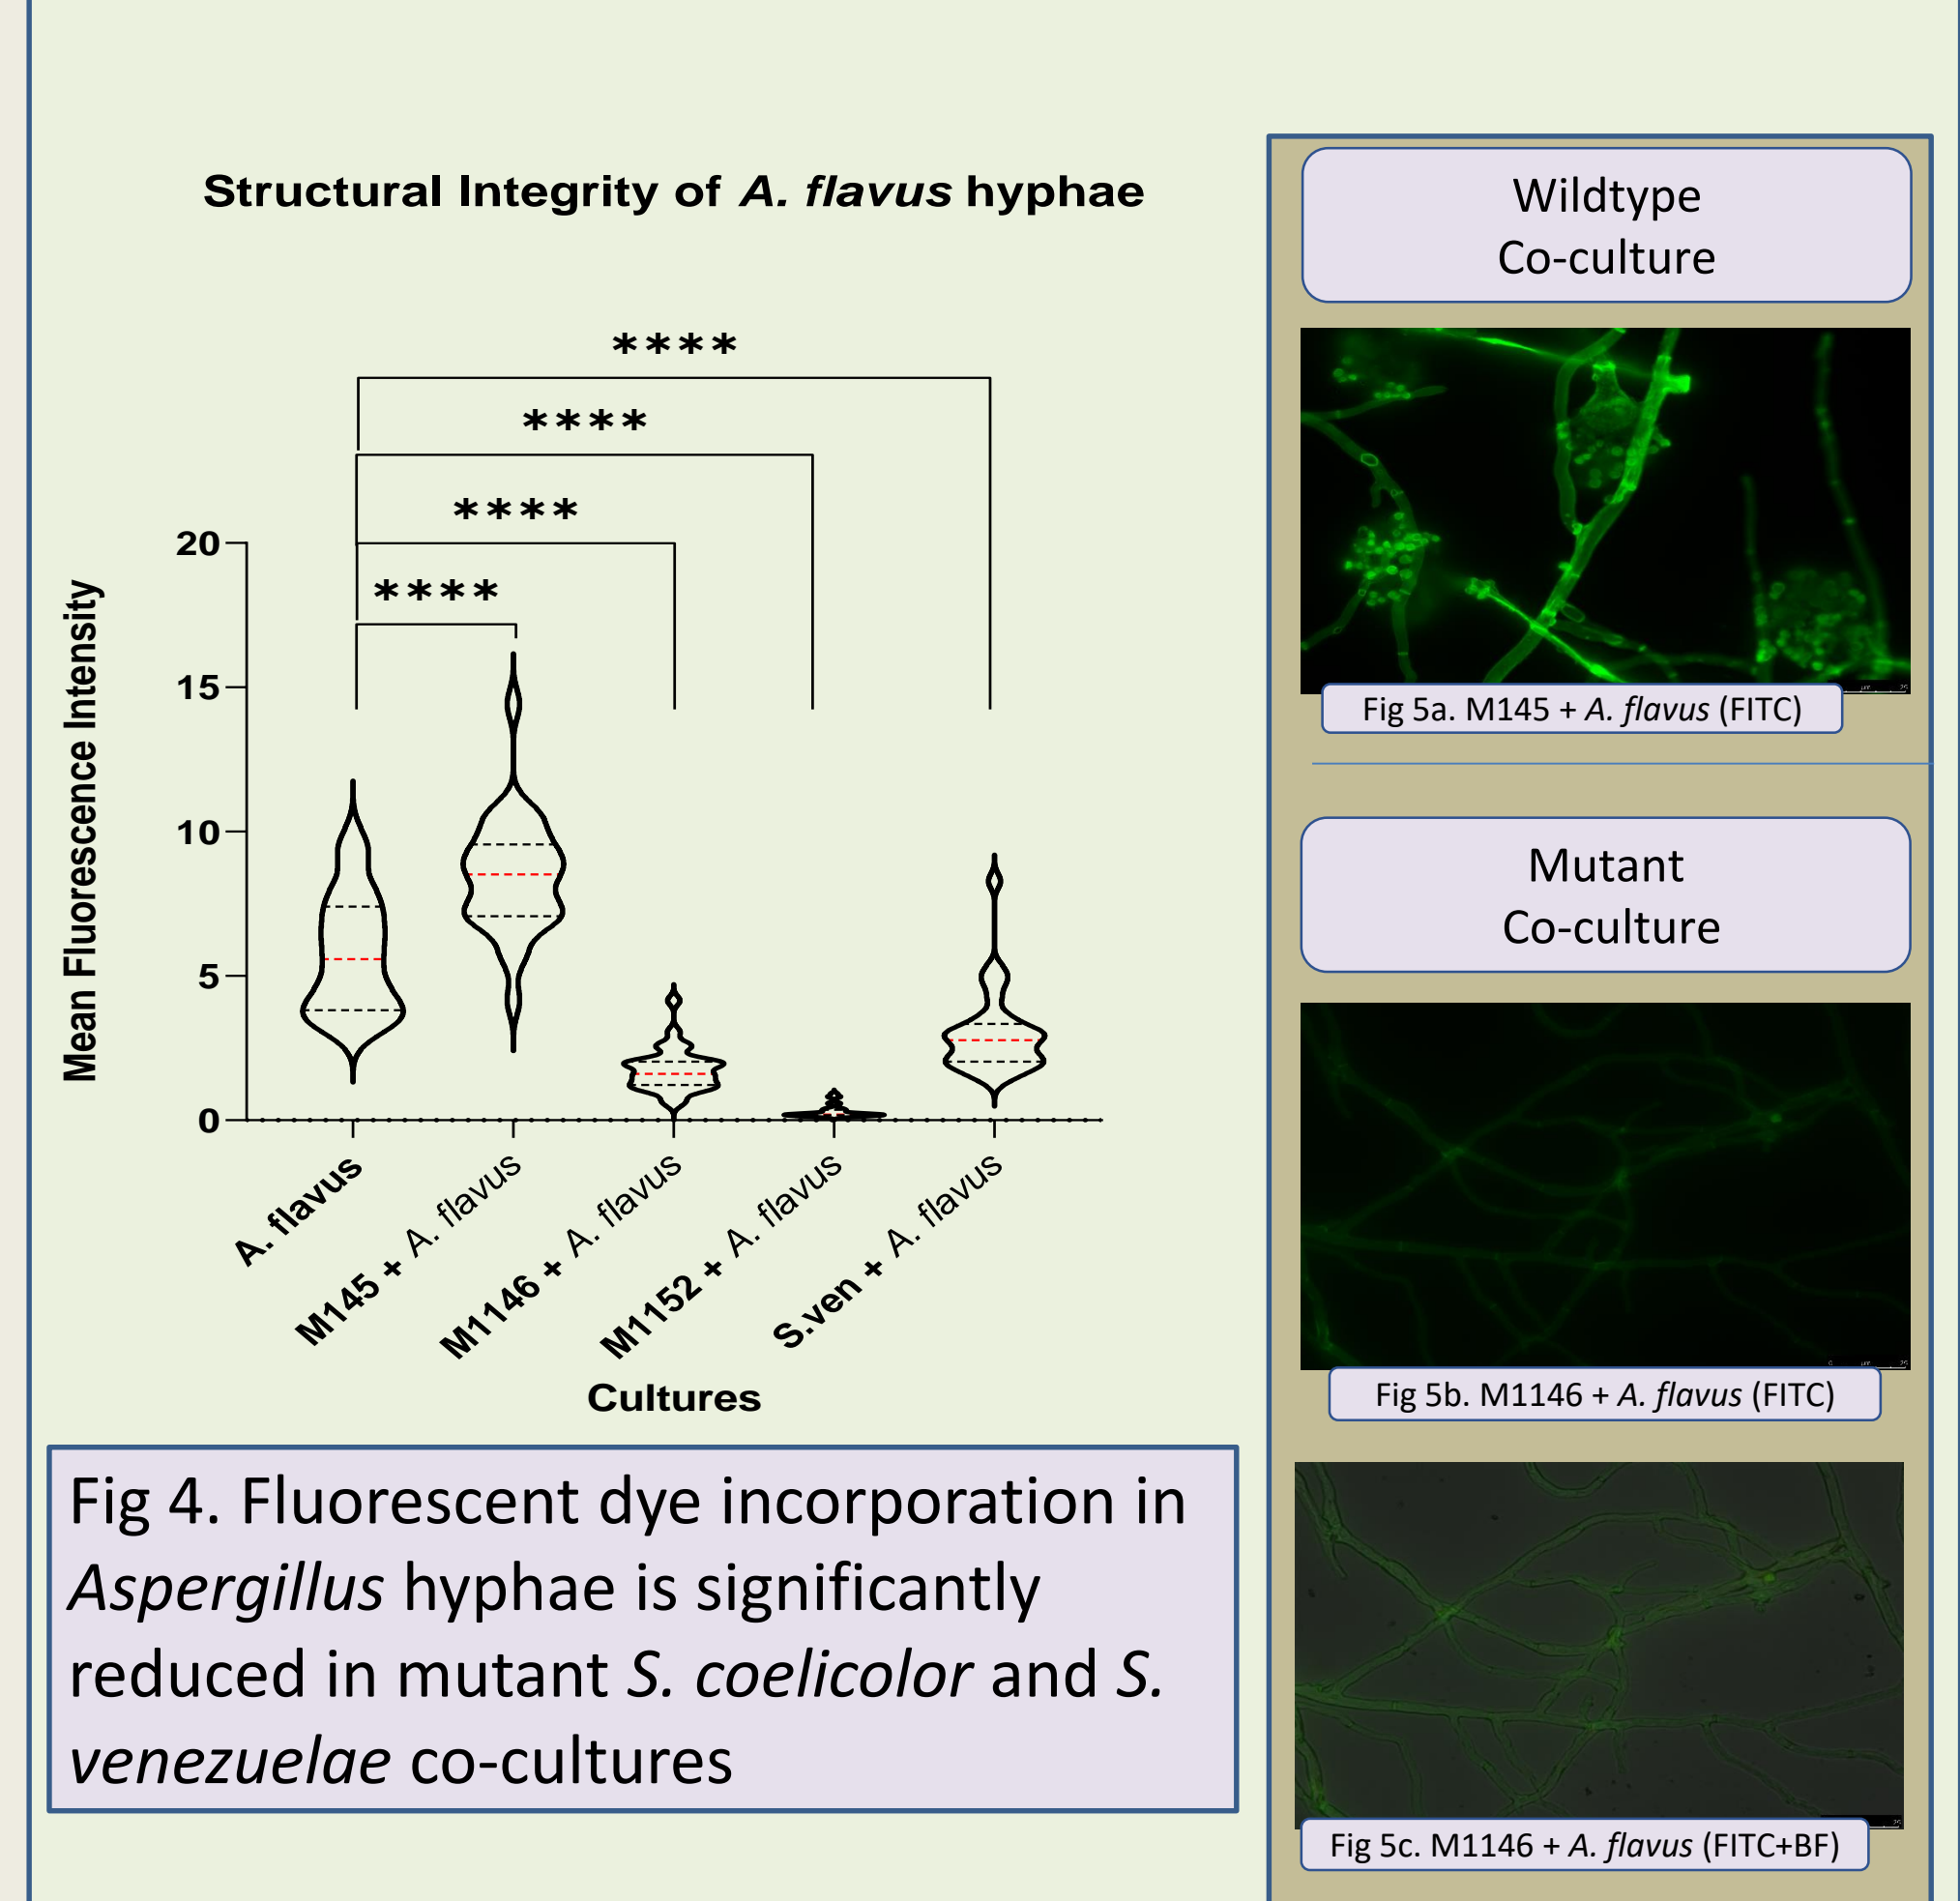 Structural Integrity of A. flavus hyphae
****
****
****
****
20
15
10
5
0
Mean Fluorescence Intensity
A. flavus
M145 + A. flavus
M1146 + A. flavus
M1152 + A. flavus
S.ven + A. flavus
Cultures
Fig 4. Fluorescent dye incorporation in
Aspergillus hyphae is significantly
reduced in mutant S. coelicolor and S.
venezuelae co-cultures
Wildtype
Co-culture
Fig 5a. M145 + A. flavus (FITC)
Mutant
Co-culture
Fig 5b. M1146 + A. flavus (FITC)
Fig 5c. M1146 + A. flavus (FITC+BF)